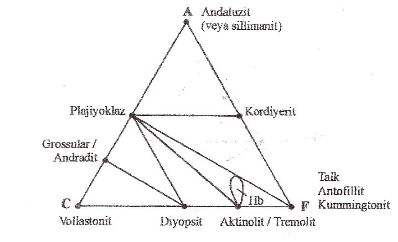 A Andaluzit
(veya sillimanit)
Plajiyoklaz
Kordiyerit
Grossular /
Andradit
Hb
Talk
Antofillit
C
F
Kummingtonit
Vollastonit
Diyopsit
Aktinolit / Tremolit